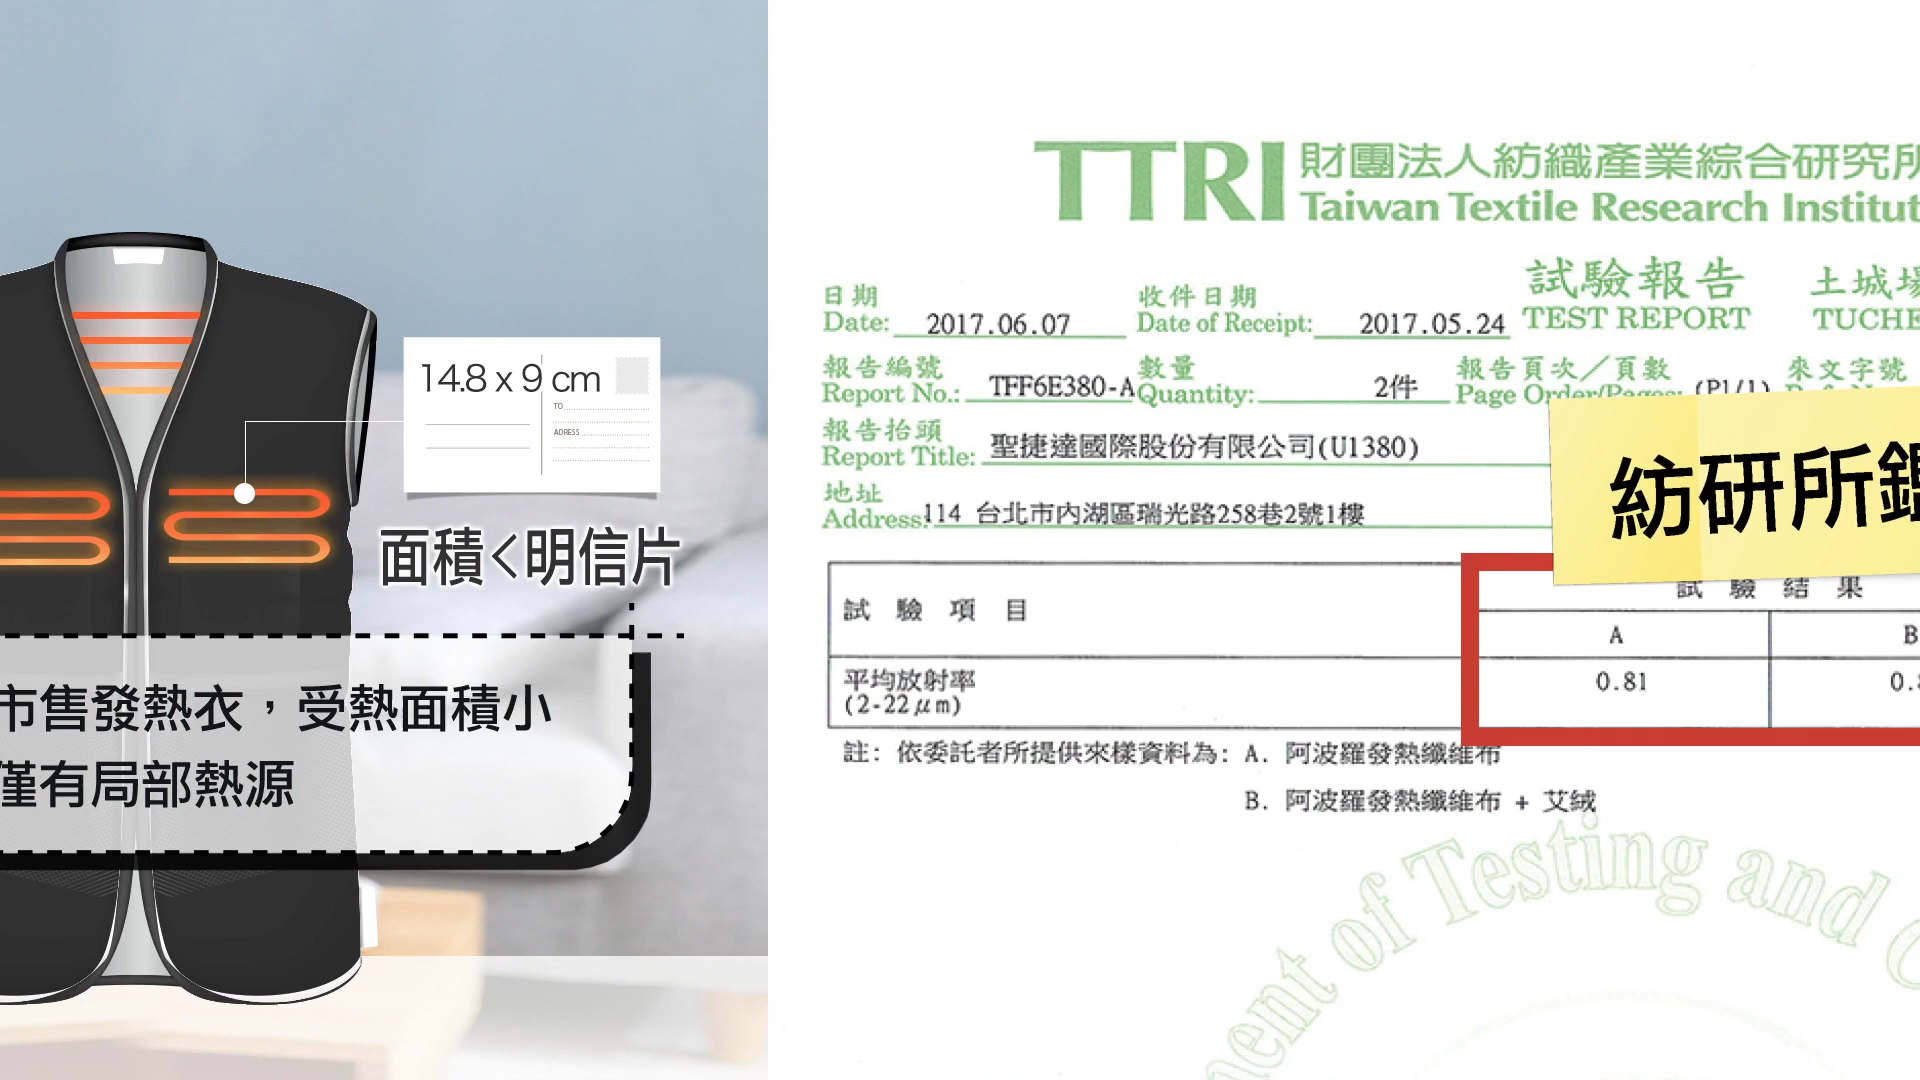 14.8 x 9 cm
TO
ADRESS
面積<明信片
市售發熱衣，受熱面積小
僅有局部熱源
TTRI 財團法人紡織產業綜合研究所
Taiwan Textile Research Institut
試驗報告
TEST REPORT
土城場
TUCHE
日期
Date: 2017.06.07
收件日期
Date of Receipt: 2017.05.24
報告編號
Report No.: TFF6E380-A
數量
Quantity: 2件
報告頁次／頁數
Page Order/Pages: (P1/1)
來文字號
報告抬頭
Report Title: 聖捷達國際股份有限公司(U1380)
地址
Address: 114 台北市內湖區瑞光路258巷2號1樓
紡研所鑑
試驗項目
試驗結果
A
B
平均放射率
(2-22μm)
0.81
0.8
註: 依委託者所提供來樣資料為: A. 阿波羅發熱纖維布
B. 阿波羅發熱纖維布 + 艾絨
ment of Testing and C